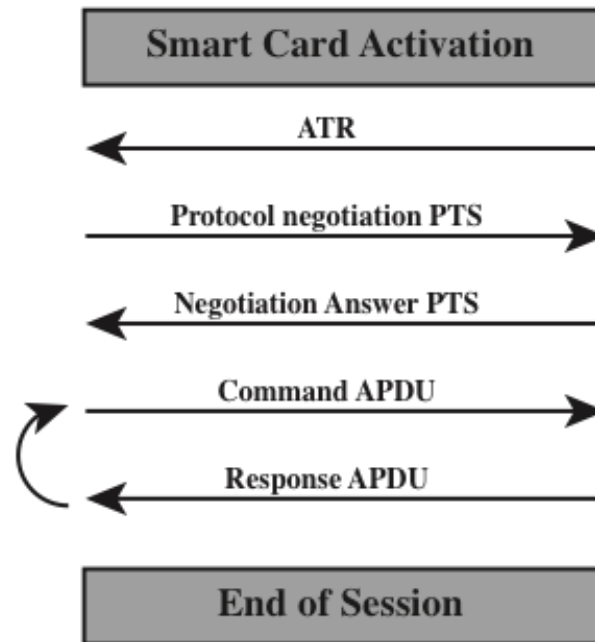 Smart Card Activation
ATR
Protocol negotiation PTS
Negotiation Answer PTS
Command APDU
Response APDU
End of Session